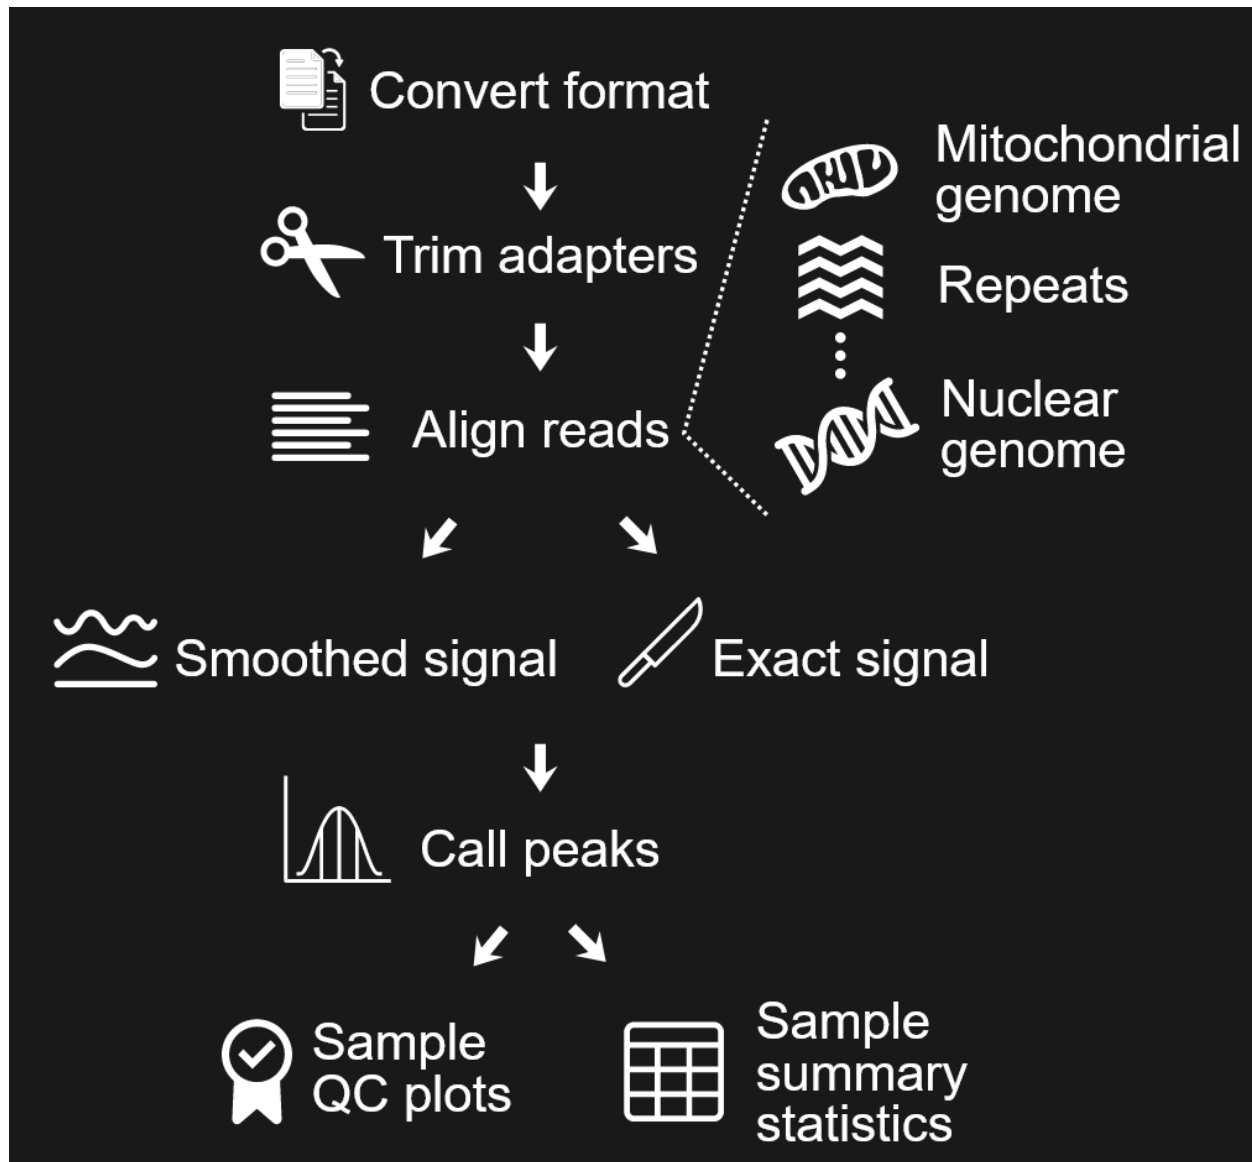 Convert format
Mitochondrial
genome
Trim adapters
Repeats
Align reads
Nuclear
genome
Smoothed signal
Exact signal
Call peaks
Sample
QC plots
Sample
summary
statistics